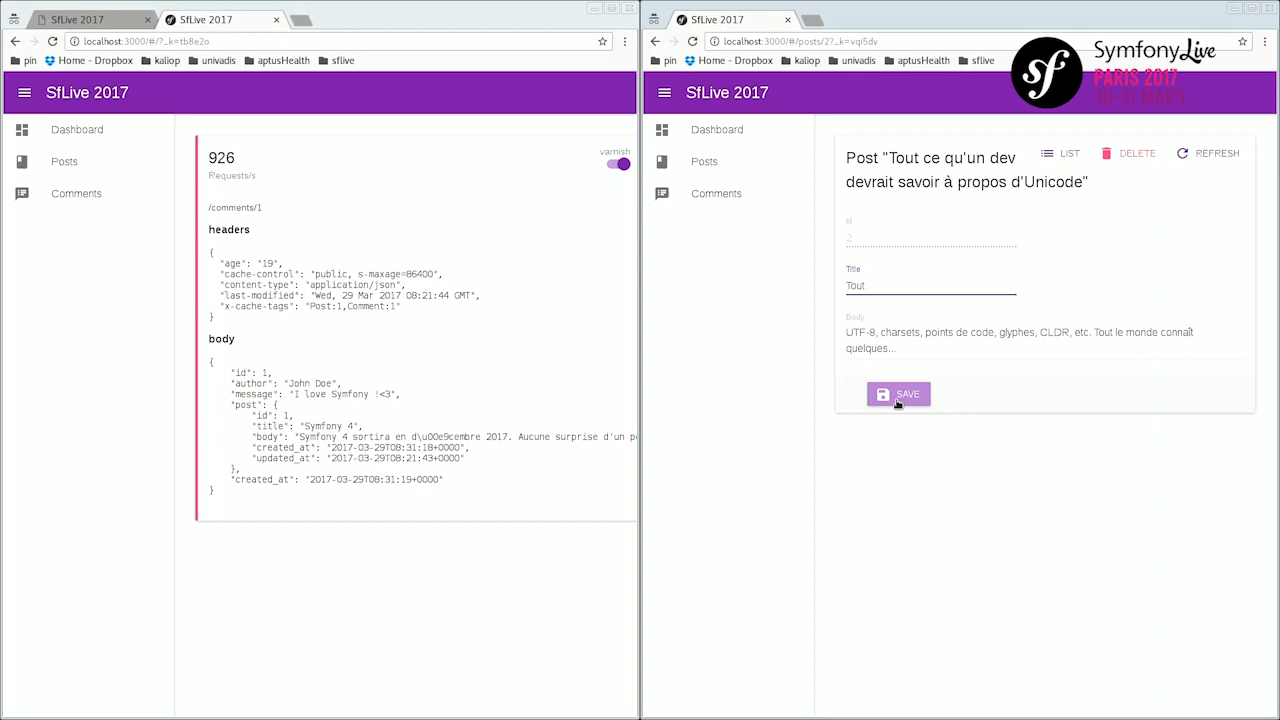 SfLive 2017
SfLive 2017
localhost:3000/#/?_k=tb8e2o
pin
Home - Dropbox
kaliop
univadis
aptusHealth
sflive
SfLive 2017
Dashboard
Posts
Comments
926
Requests/s
varnish
/comments/1
headers
{
"age": "19",
"cache-control": "public, s-maxage=86400",
"content-type": "application/json",
"last-modified": "Wed, 29 Mar 2017 08:21:44 GMT",
"x-cache-tags": "Post:1,Comment:1"
}
body
{
"id": 1,
"author": "John Doe",
"message": "I love Symfony !<3",
"post": {
"id": 1,
"title": "Symfony 4",
"body": "Symfony 4 sortira en d\u00e9cembre 2017. Aucune surprise d'un p
"created_at": "2017-03-29T08:31:18+0000",
"updated_at": "2017-03-29T08:21:43+0000"
},
"created_at": "2017-03-29T08:31:19+0000"
}
SfLive 2017
localhost:3000/#/posts/2?_k=vqi5dv
pin
Home - Dropbox
kaliop
univadis
aptusHealth
sflive
sf
SymfonyLive
PARIS 2017
30-31 MARS
SfLive 2017
Dashboard
Posts
Comments
Post "Tout ce qu'un dev
devrait savoir à propos d'Unicode"
LIST
DELETE
REFRESH
Id
2
Title
Tout
Body
UTF-8, charsets, points de code, glyphes, CLDR, etc. Tout le monde connaît
quelques...
SAVE